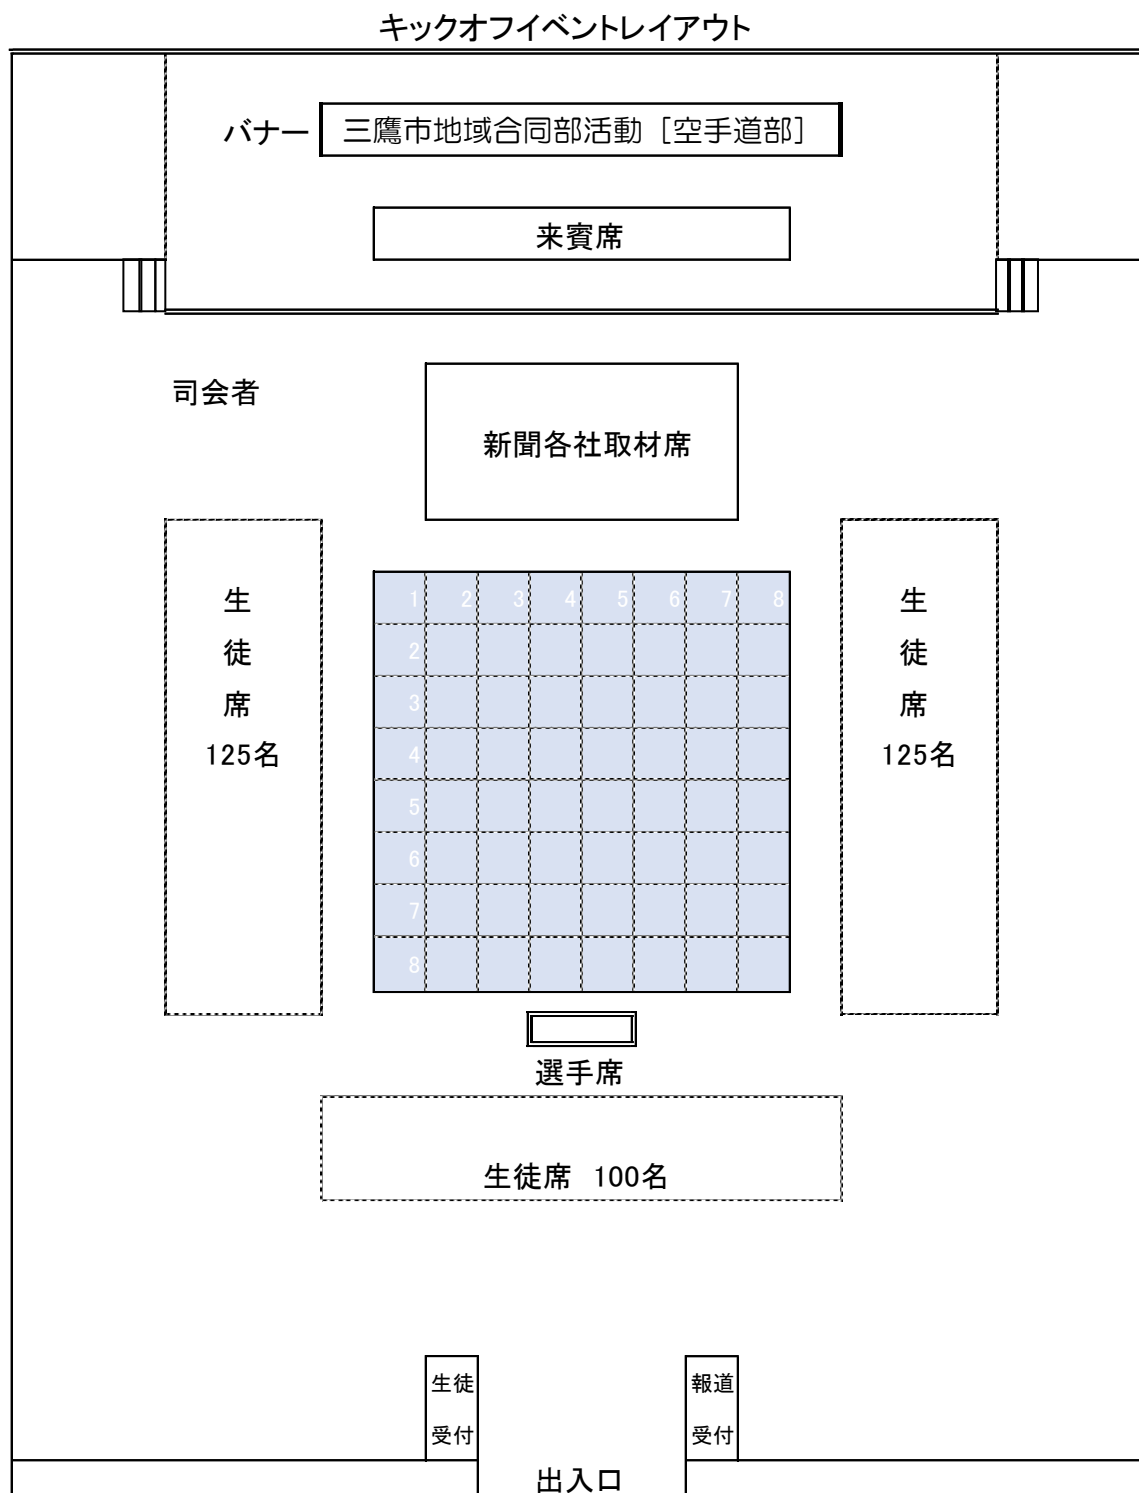 キックオフイベントレイアウト
バナー
三鷹市地域合同部活動 [空手道部]
来賓席
司会者
新聞各社取材席
生徒席
125名
1 2 3 4 5 6 7 8
2
3
4
5
6
7
8
生徒席
125名
選手席
生徒席 100名
生徒
受付
報道
受付
出入口